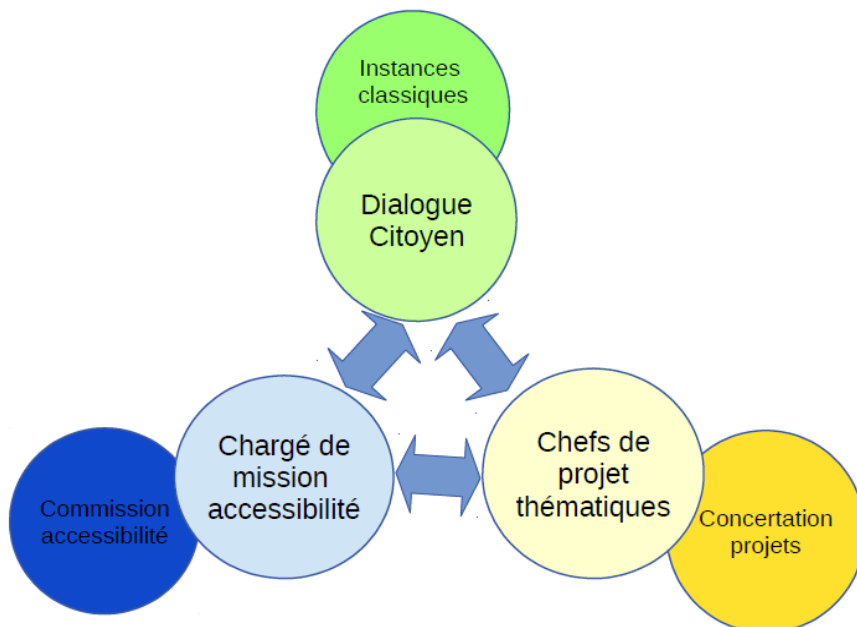 Instances
classiques
Dialogue
Citoyen
Chargé de
mission
accessibilité
Chefs de
projet
thématiques
Commission
accessibilité
Concertation
projets